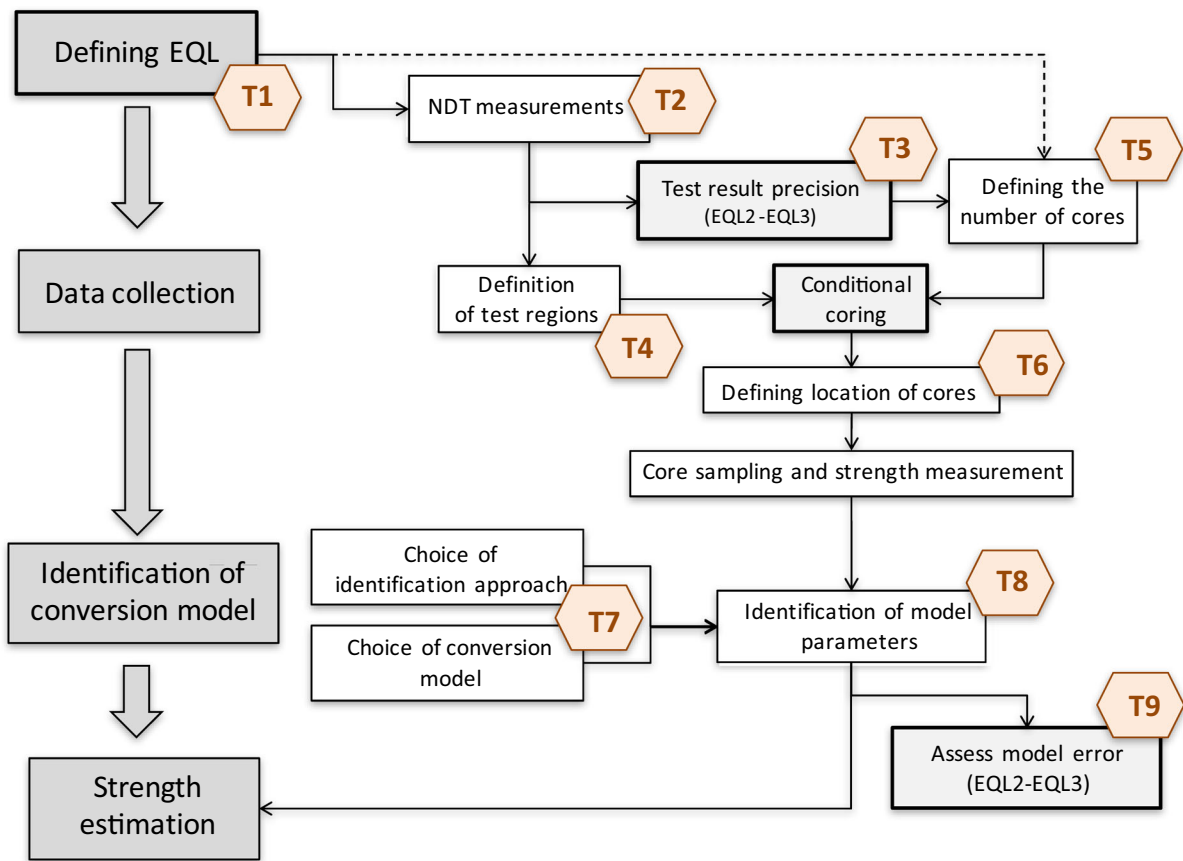 Defining EQL
T1
NDT measurements
T2
T3
Test result precision
(EQL2-EQL3)
T5
Defining the
number of cores
Data collection
Definition
of test regions
T4
Conditional
coring
T6
Defining location of cores
Core sampling and strength measurement
Identification of
conversion model
Choice of
identification approach
T7
Choice of conversion
model
T8
Identification of model
parameters
T9
Assess model error
(EQL2-EQL3)
Strength
estimation